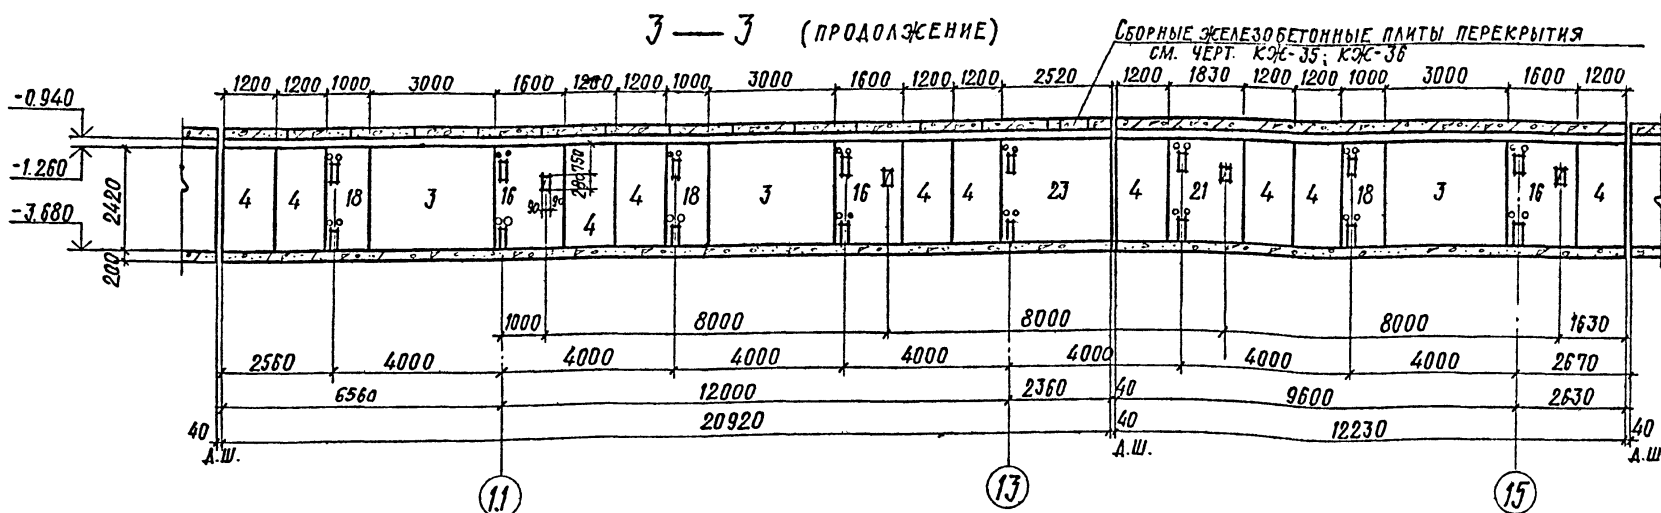 3 — 3 (ПРОДОЛЖЕНИЕ)
СБОРНЫЕ ЖЕЛЕЗОБЕТОННЫЕ ПЛИТЫ ПЕРЕКРЫТИЯ
СМ. ЧЕРТ. КЖ-35; КЖ-36
1200 1200 1000 3000 1600 1200 1200 1000 3000 1600 1200 1200 2520 1200 1830 1200 1200 1000 3000 1600 1200
-0.940
-1.260
-3.680
2420
200
750
280
90 90
4 4 18 3 16 4 4 18 3 16 4 4 23 4 21 4 4 18 3 16 4
1000 8000 8000 8000 1630
2560 4000 4000 4000 4000 4000 4000 4000 2670
6560 12000 2360 40 9600 2630
40 20920 40 12230 40
Д.Ш. Д.Ш. Д.Ш
11 13 15